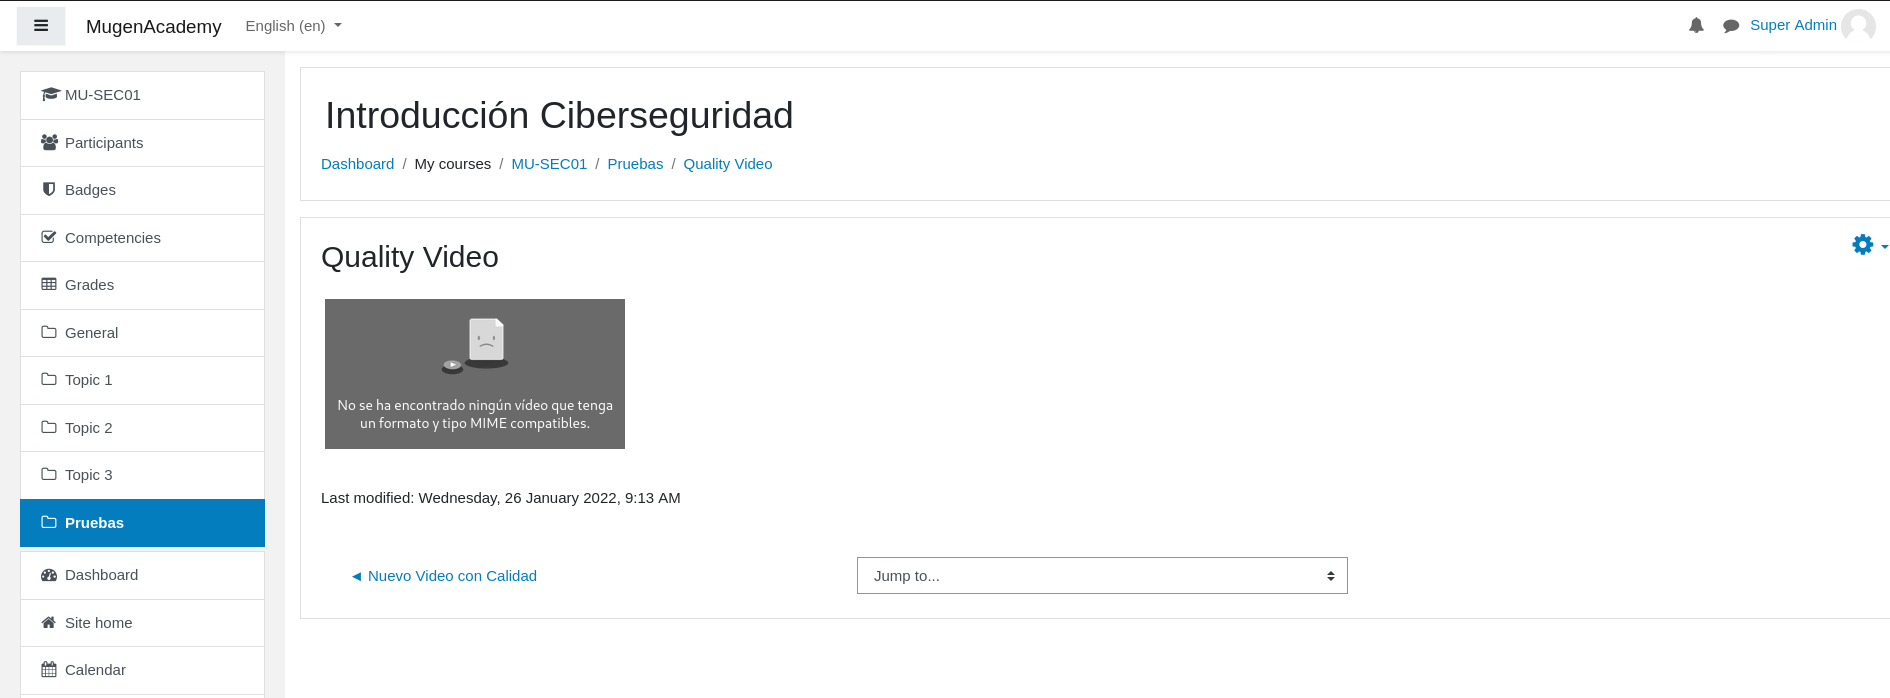 MugenAcademy English (en) Super Admin
MU-SEC01
Participants
Badges
Competencies
Grades
General
Topic 1
Topic 2
Topic 3
Pruebas
Dashboard
Site home
Calendar
Introducción Ciberseguridad
Dashboard / My courses / MU-SEC01 / Pruebas / Quality Video
Quality Video
No se ha encontrado ningún vídeo que tenga
un formato y tipo MIME compatibles.
Last modified: Wednesday, 26 January 2022, 9:13 AM
◄ Nuevo Video con Calidad
Jump to...